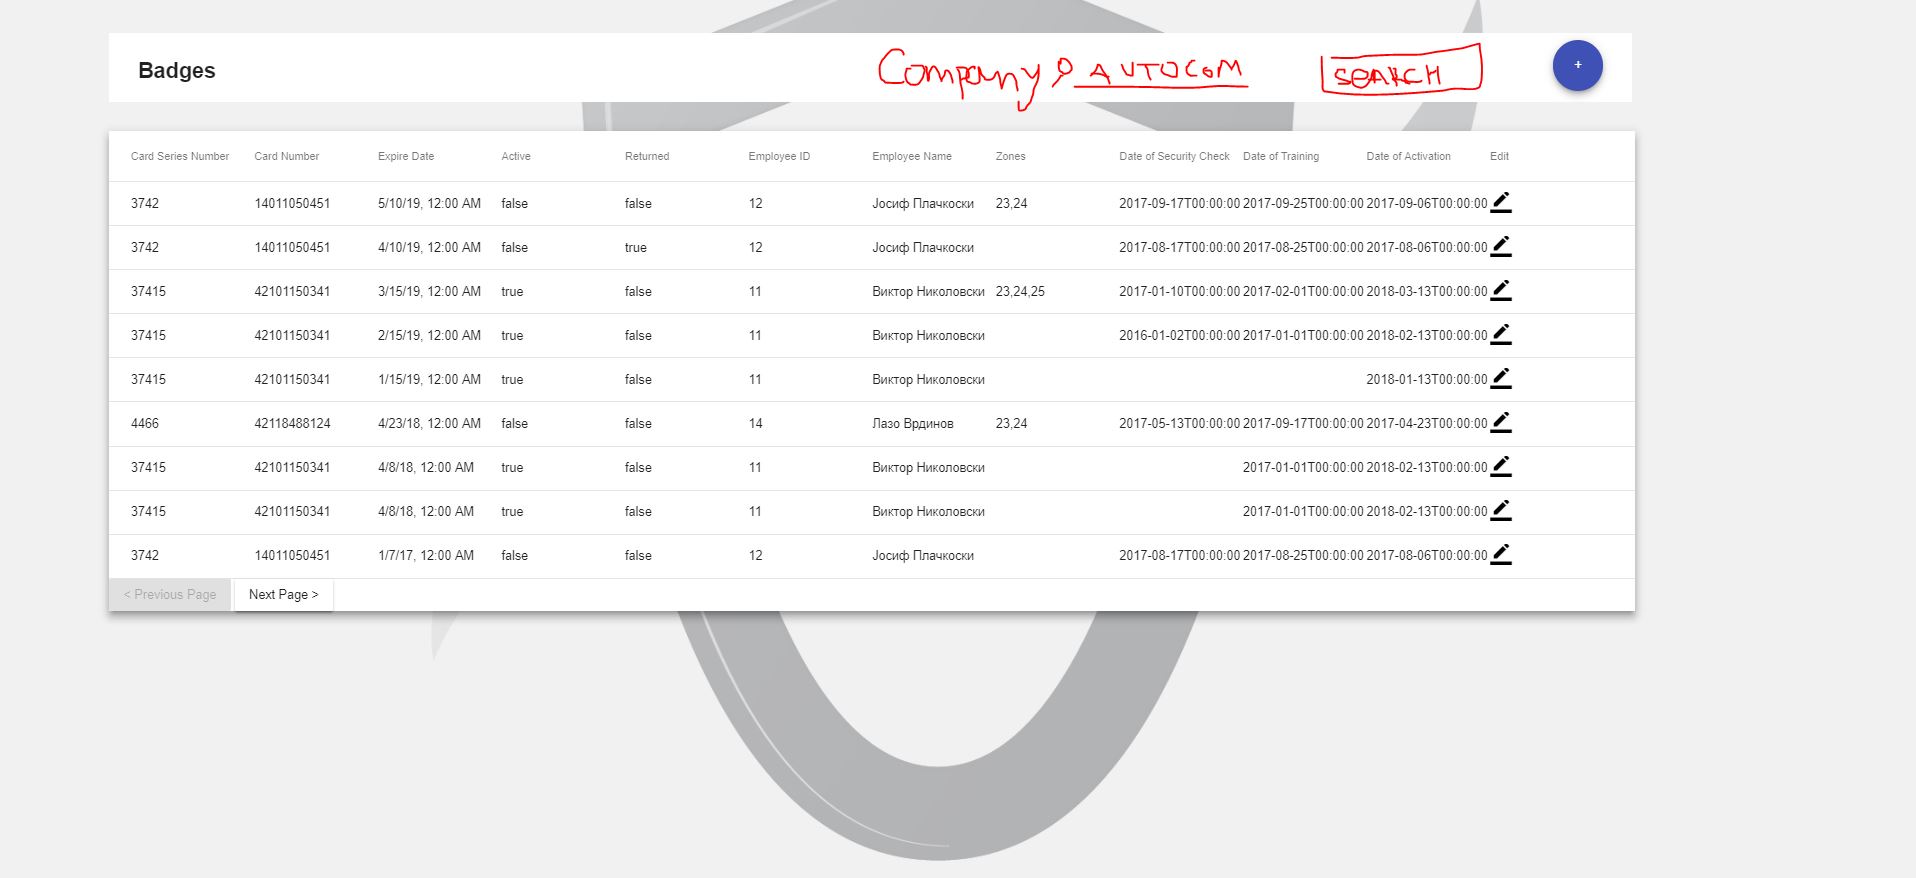 Badges Company AUTOCOM SEARCH +
Card Series Number Card Number Expire Date Active Returned Employee ID Employee Name Zones Date of Security Check Date of Training Date of Activation Edit
3742 14011050451 5/10/19, 12:00 AM false false 12 Јосиф Плачкоски 23,24 2017-09-17T00:00:00 2017-09-25T00:00:00 2017-09-06T00:00:00
3742 14011050451 4/10/19, 12:00 AM false true 12 Јосиф Плачкоски 2017-08-17T00:00:00 2017-08-25T00:00:00 2017-08-06T00:00:00
37415 42101150341 3/15/19, 12:00 AM true false 11 Виктор Николовски 23,24,25 2017-01-10T00:00:00 2017-02-01T00:00:00 2018-03-13T00:00:00
37415 42101150341 2/15/19, 12:00 AM true false 11 Виктор Николовски 2016-01-02T00:00:00 2017-01-01T00:00:00 2018-02-13T00:00:00
37415 42101150341 1/15/19, 12:00 AM true false 11 Виктор Николовски 2018-01-13T00:00:00
4466 42118488124 4/23/18, 12:00 AM false false 14 Лазо Врдинов 23,24 2017-05-13T00:00:00 2017-09-17T00:00:00 2017-04-23T00:00:00
37415 42101150341 4/8/18, 12:00 AM true false 11 Виктор Николовски 2017-01-01T00:00:00 2018-02-13T00:00:00
37415 42101150341 4/8/18, 12:00 AM true false 11 Виктор Николовски 2017-01-01T00:00:00 2018-02-13T00:00:00
3742 14011050451 1/7/17, 12:00 AM false false 12 Јосиф Плачкоски 2017-08-17T00:00:00 2017-08-25T00:00:00 2017-08-06T00:00:00
< Previous Page Next Page >